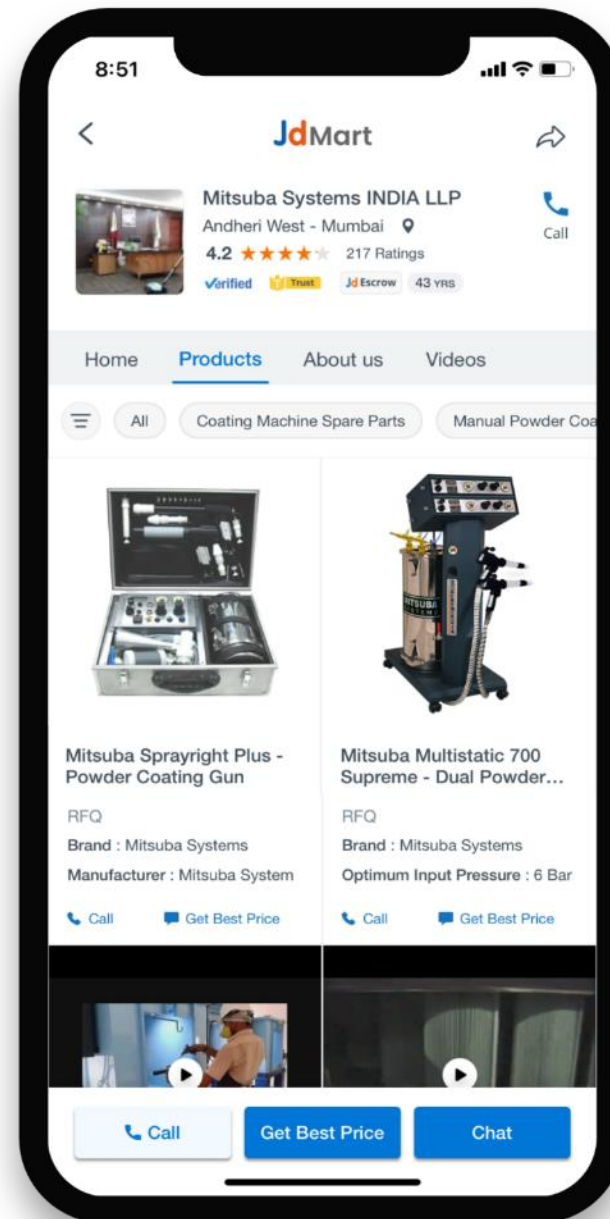 8:51
JdMart
Mitsuba Systems INDIA LLP
Andheri West - Mumbai
Call
4.2 217 Ratings
Verified Trust Jd Escrow 43 YRS
Home Products About us Videos
All Coating Machine Spare Parts Manual Powder Coa
MITSUBA
SYSTEMS
Mitsuba Sprayright Plus -
Powder Coating Gun
RFQ
Brand : Mitsuba Systems
Manufacturer : Mitsuba System
Call Get Best Price
Mitsuba Multistatic 700
Supreme - Dual Powder...
RFQ
Brand : Mitsuba Systems
Optimum Input Pressure : 6 Bar
Call Get Best Price
Call Get Best Price Chat